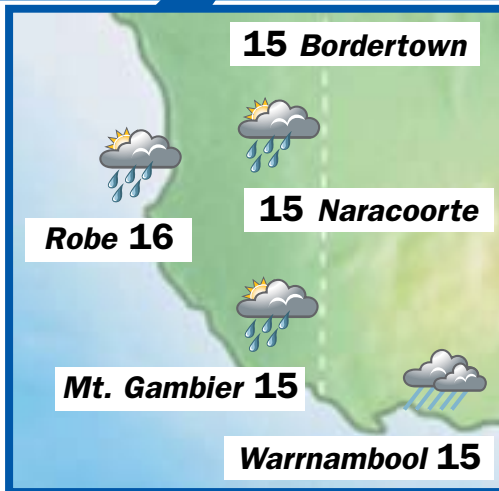 15 Bordertown
15 Naracoorte
Robe 16
Mt. Gambier 15
Warrnambool 15